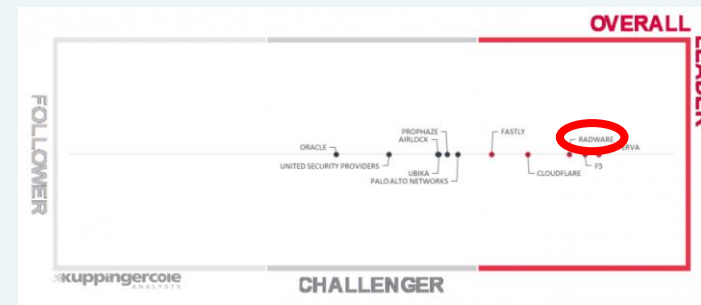 OVERALL
LEADER
FOLLOWER
PROPHAZE
FASTLY
AIRLOCK
RADWARE
ORACLE
ERVA
UNITED SECURITY PROVIDERS
F5
UBIKA
CLOUDFLARE
PALO ALTO NETWORKS
kuppingercole
ANALYSTS
CHALLENGER